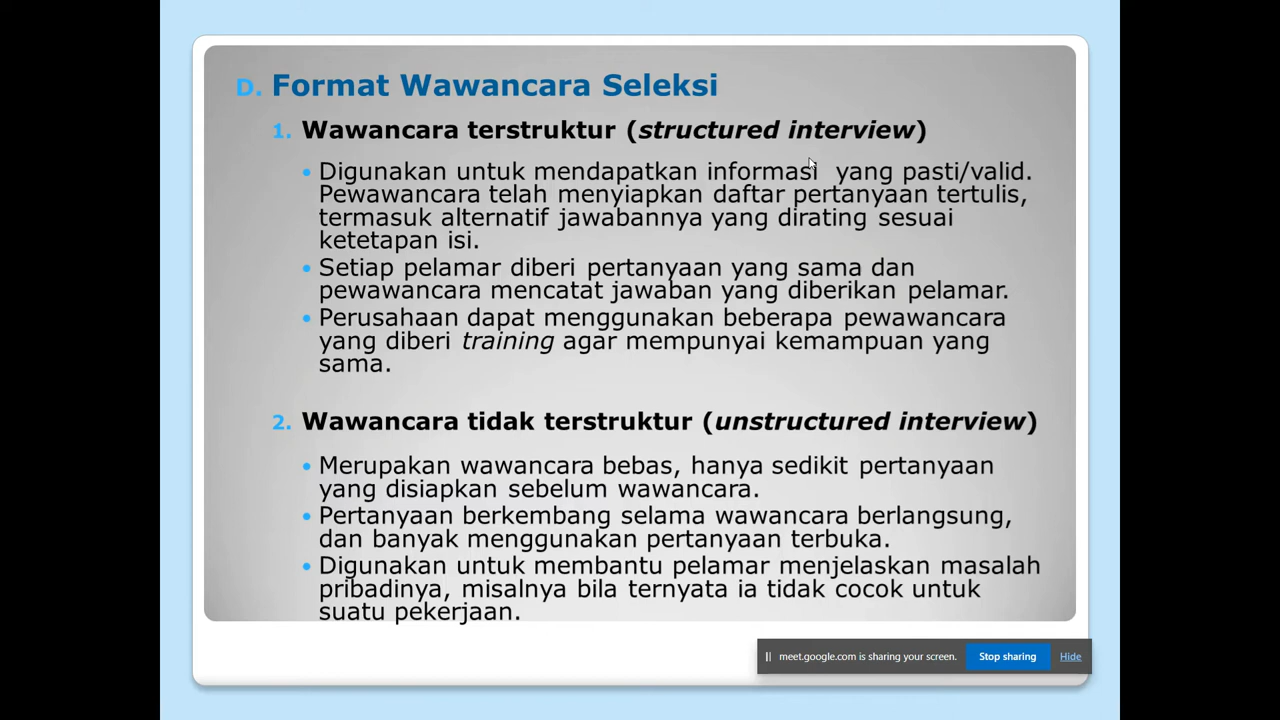 D. Format Wawancara Seleksi
1. Wawancara terstruktur (structured interview)
• Digunakan untuk mendapatkan informasi yang pasti/valid.
Pewawancara telah menyiapkan daftar pertanyaan tertulis,
termasuk alternatif jawabannya yang dirating sesuai
ketetapan isi.
• Setiap pelamar diberi pertanyaan yang sama dan
pewawancara mencatat jawaban yang diberikan pelamar.
• Perusahaan dapat menggunakan beberapa pewawancara
yang diberi training agar mempunyai kemampuan yang
sama.
2. Wawancara tidak terstruktur (unstructured interview)
• Merupakan wawancara bebas, hanya sedikit pertanyaan
yang disiapkan sebelum wawancara.
• Pertanyaan berkembang selama wawancara berlangsung,
dan banyak menggunakan pertanyaan terbuka.
• Digunakan untuk membantu pelamar menjelaskan masalah
pribadinya, misalnya bila ternyata ia tidak cocok untuk
suatu pekerjaan.
meet.google.com is sharing your screen. Stop sharing Hide